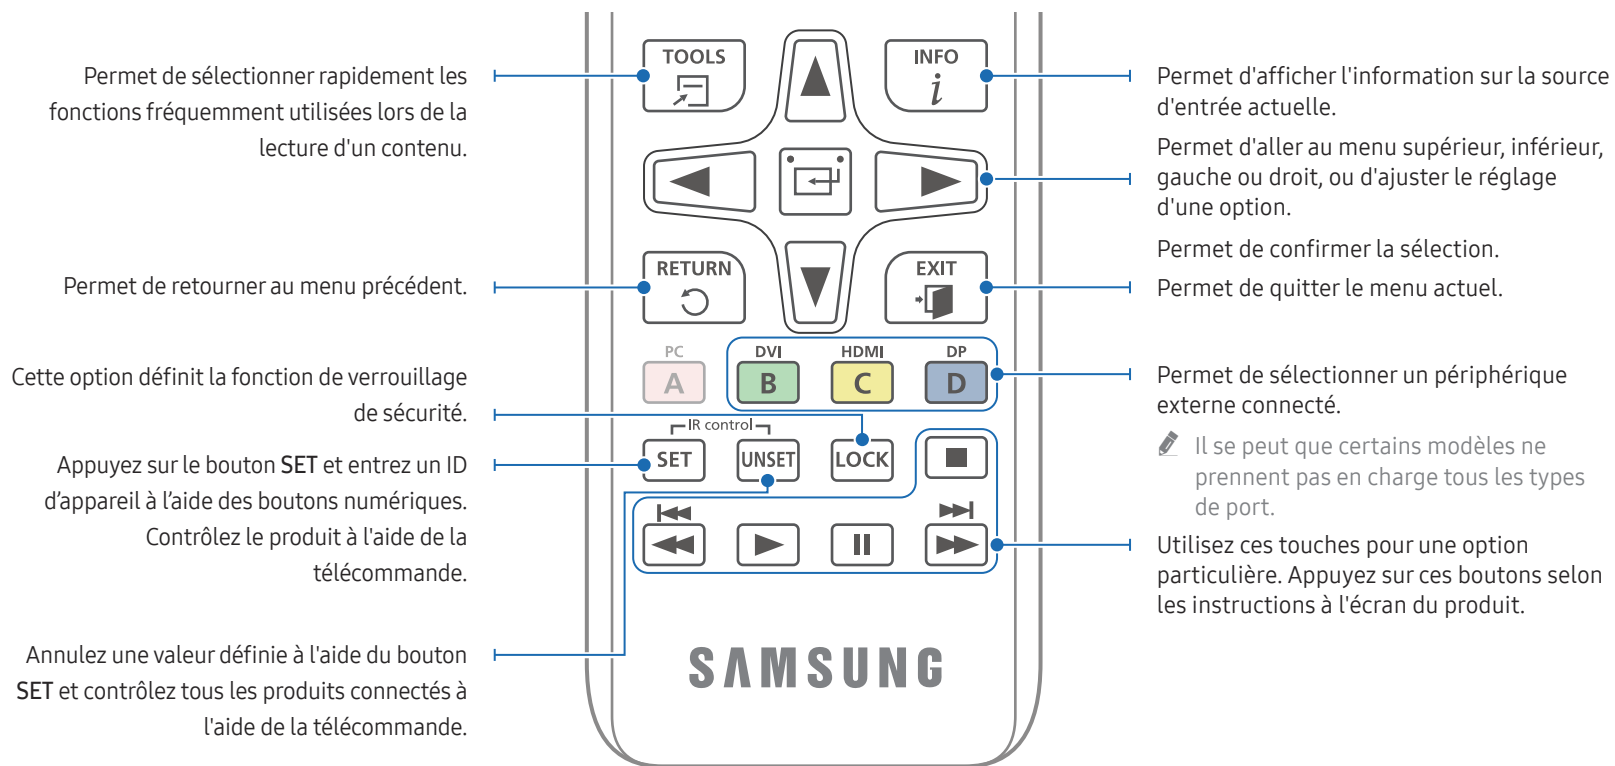 Permet de sélectionner rapidement les
fonctions fréquemment utilisées lors de la
lecture d'un contenu.
Permet de retourner au menu précédent.
Cette option définit la fonction de verrouillage
de sécurité.
Appuyez sur le bouton SET et entrez un ID
d’appareil à l’aide des boutons numériques.
Contrôlez le produit à l'aide de la
télécommande.
Annulez une valeur définie à l'aide du bouton
SET et contrôlez tous les produits connectés à
l'aide de la télécommande.
TOOLS
INFO
i
RETURN
EXIT
PC
DVI
HDMI
DP
A
B
C
D
IR control
SET
UNSET
LOCK
SAMSUNG
Permet d'afficher l'information sur la source
d'entrée actuelle.
Permet d'aller au menu supérieur, inférieur,
gauche ou droit, ou d'ajuster le réglage
d'une option.
Permet de confirmer la sélection.
Permet de quitter le menu actuel.
Permet de sélectionner un périphérique
externe connecté.
Il se peut que certains modèles ne
prennent pas en charge tous les types
de port.
Utilisez ces touches pour une option
particulière. Appuyez sur ces boutons selon
les instructions à l'écran du produit.